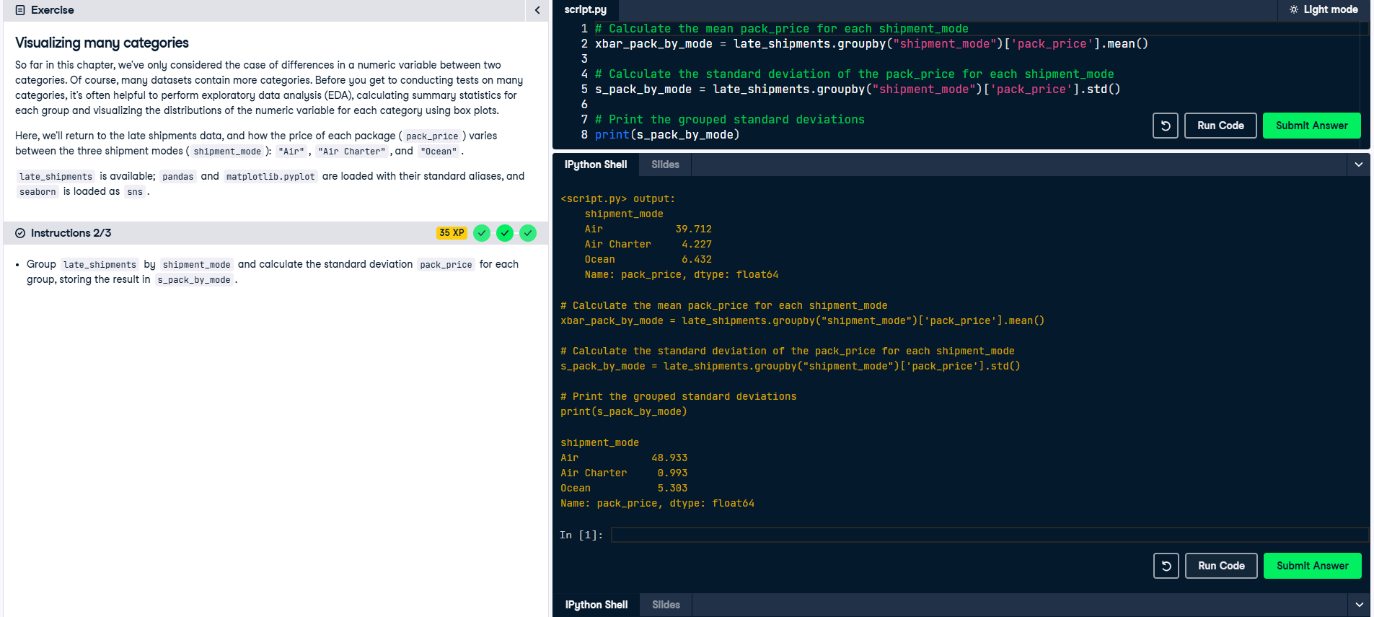 Exercise
Visualizing many categories
So far in this chapter, we've only considered the case of differences in a numeric variable between two
categories. Of course, many datasets contain more categories. Before you get to conducting tests on many
categories, it's often helpful to perform exploratory data analysis (EDA), calculating summary statistics for
each group and visualizing the distributions of the numeric variable for each category using box plots.
Here, we'll return to the late shipments data, and how the price of each package ( pack_price ) varies
between the three shipment modes ( shipment_mode ): "Air" , "Air Charter" , and "Ocean" .
late_shipments is available; pandas and matplotlib.pyplot are loaded with their standard aliases, and
seaborn is loaded as sns .
Instructions 2/3
35 XP
• Group late_shipments by shipment_mode and calculate the standard deviation pack_price for each
group, storing the result in s_pack_by_mode .
script.py
Light mode
1 # Calculate the mean pack_price for each shipment_mode
2 xbar_pack_by_mode = late_shipments.groupby("shipment_mode")['pack_price'].mean()
3
4 # Calculate the standard deviation of the pack_price for each shipment_mode
5 s_pack_by_mode = late_shipments.groupby("shipment_mode")['pack_price'].std()
6
7 # Print the grouped standard deviations
8 print(s_pack_by_mode)
Run Code
Submit Answer
IPython Shell
Slides
<script.py> output:
shipment_mode
Air 39.712
Air Charter 4.227
Ocean 6.432
Name: pack_price, dtype: float64
# Calculate the mean pack_price for each shipment_mode
xbar_pack_by_mode = late_shipments.groupby("shipment_mode")['pack_price'].mean()
# Calculate the standard deviation of the pack_price for each shipment_mode
s_pack_by_mode = late_shipments.groupby("shipment_mode")['pack_price'].std()
# Print the grouped standard deviations
print(s_pack_by_mode)
shipment_mode
Air 48.933
Air Charter 0.993
Ocean 5.303
Name: pack_price, dtype: float64
In [1]:
Run Code
Submit Answer
IPython Shell
Slides